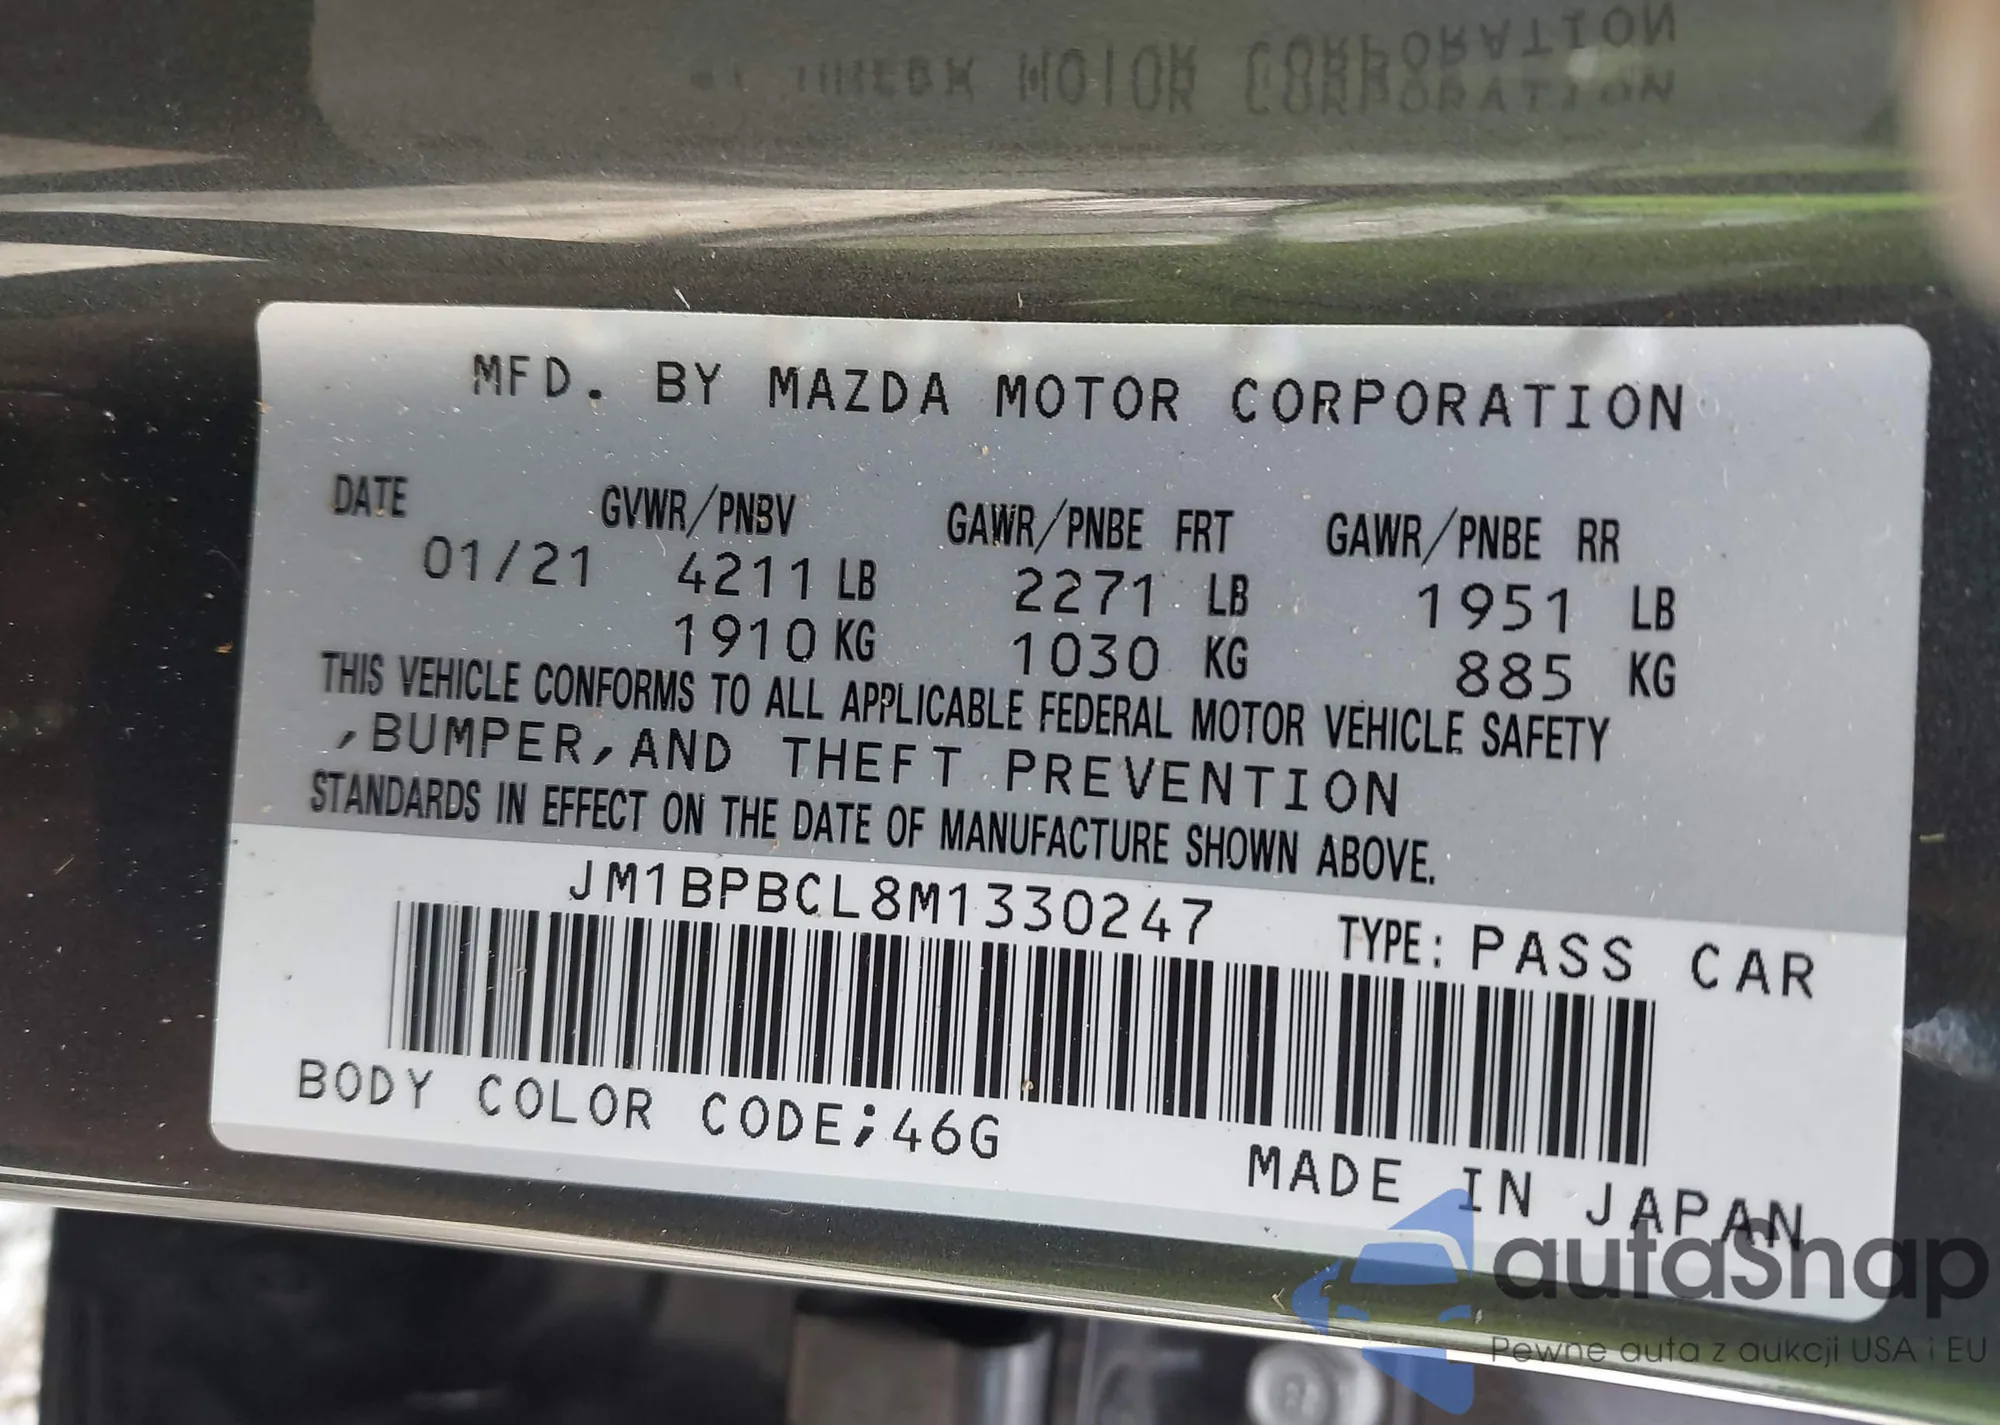 MOTOR CORPORATION
MFD. BY MAZDA MOTOR CORPORATION
DATE GVWR/PNBV GAWR/PNBE FRT GAWR/PNBE RR
01/21 4211 LB 2271 LB 1951 LB
1910 KG 1030 KG 885 KG
THIS VEHICLE CONFORMS TO ALL APPLICABLE FEDERAL MOTOR VEHICLE SAFETY
,BUMPER,AND THEFT PREVENTION
STANDARDS IN EFFECT ON THE DATE OF MANUFACTURE SHOWN ABOVE.
JM1BPBCL8M1330247 TYPE: PASS CAR
BODY COLOR CODE;46G
MADE IN JAPAN
autaSnap
Pewne auta z aukcji USA i EU